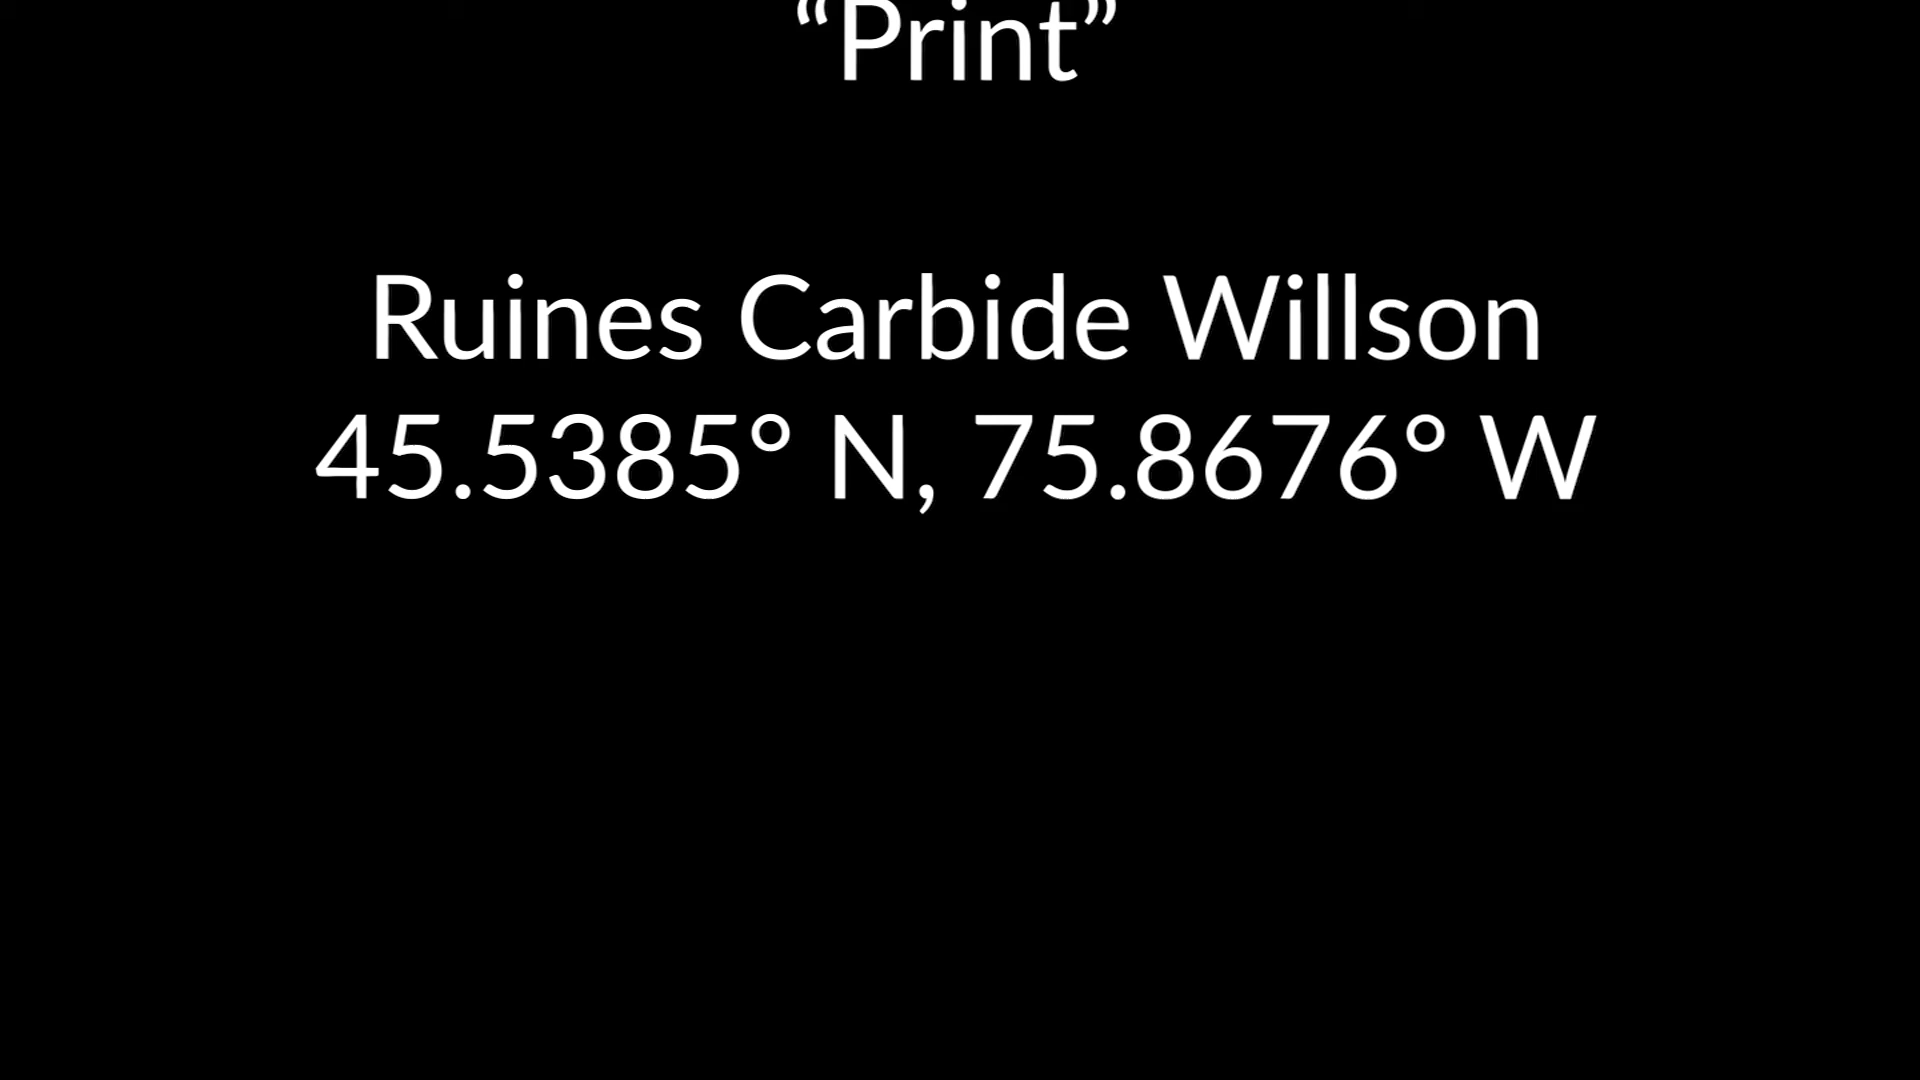 “Print”
Ruines Carbide Willson
45.5385° N, 75.8676° W